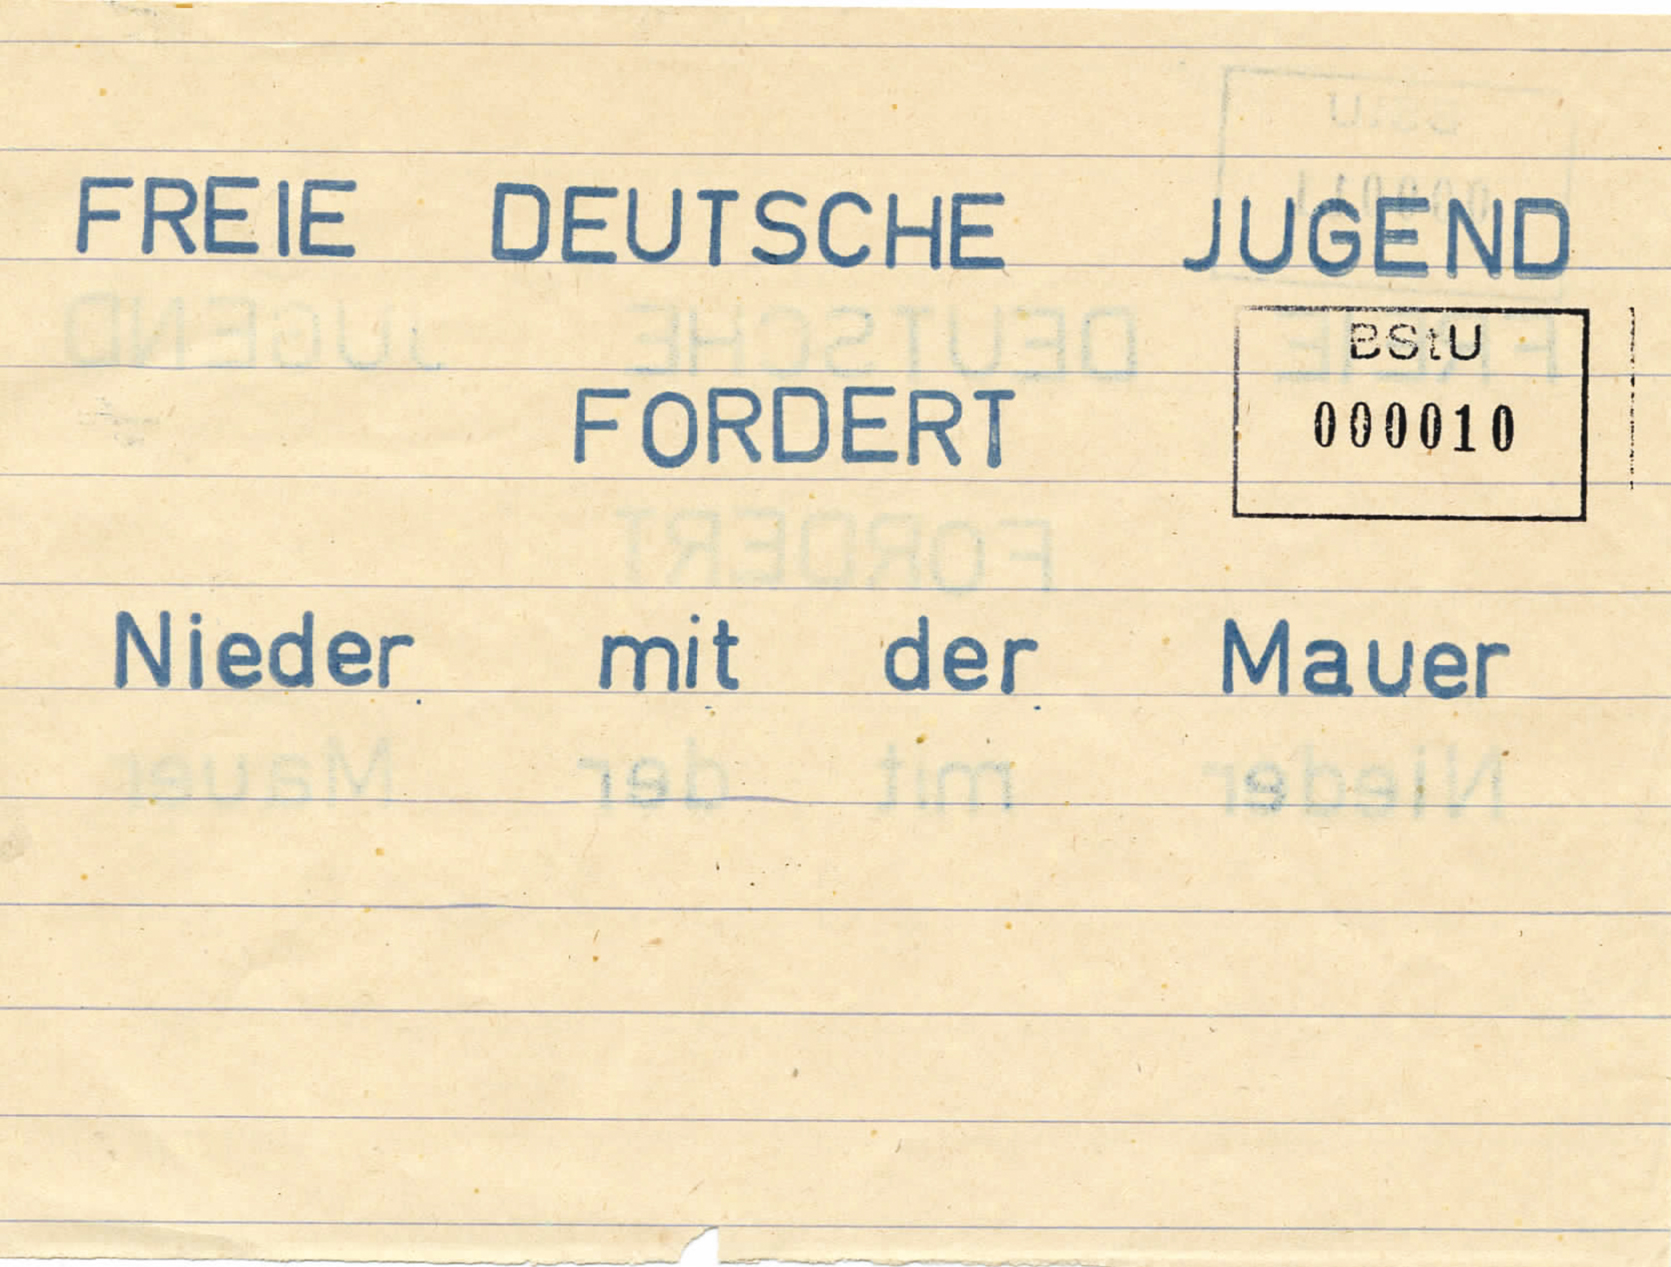 FREIE DEUTSCHE JUGEND
BStU
000010
FORDERT
Nieder mit der Mauer